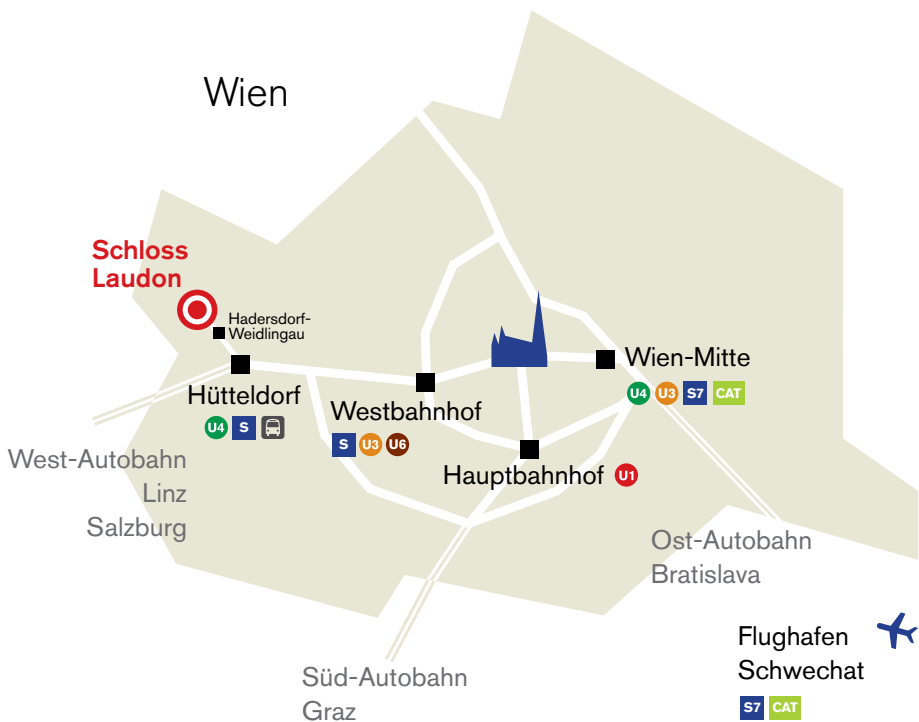 Wien
Schloss
Laudon
Hadersdorf-
Weidlingau
Hütteldorf
U4 S
Westbahnhof
S U3 U6
Wien-Mitte
U4 U3 S7 CAT
Hauptbahnhof U1
West-Autobahn
Linz
Salzburg
Ost-Autobahn
Bratislava
Süd-Autobahn
Graz
Flughafen
Schwechat
S7 CAT